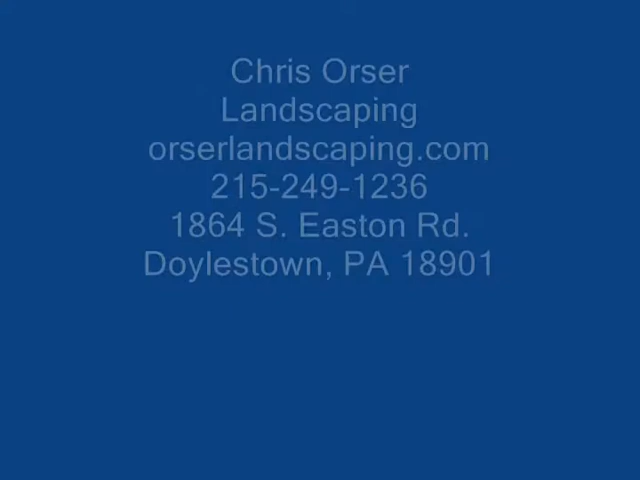 Chris Orser
Landscaping
orserlandscaping.com
215-249-1236
1864 S. Easton Rd.
Doylestown, PA 18901